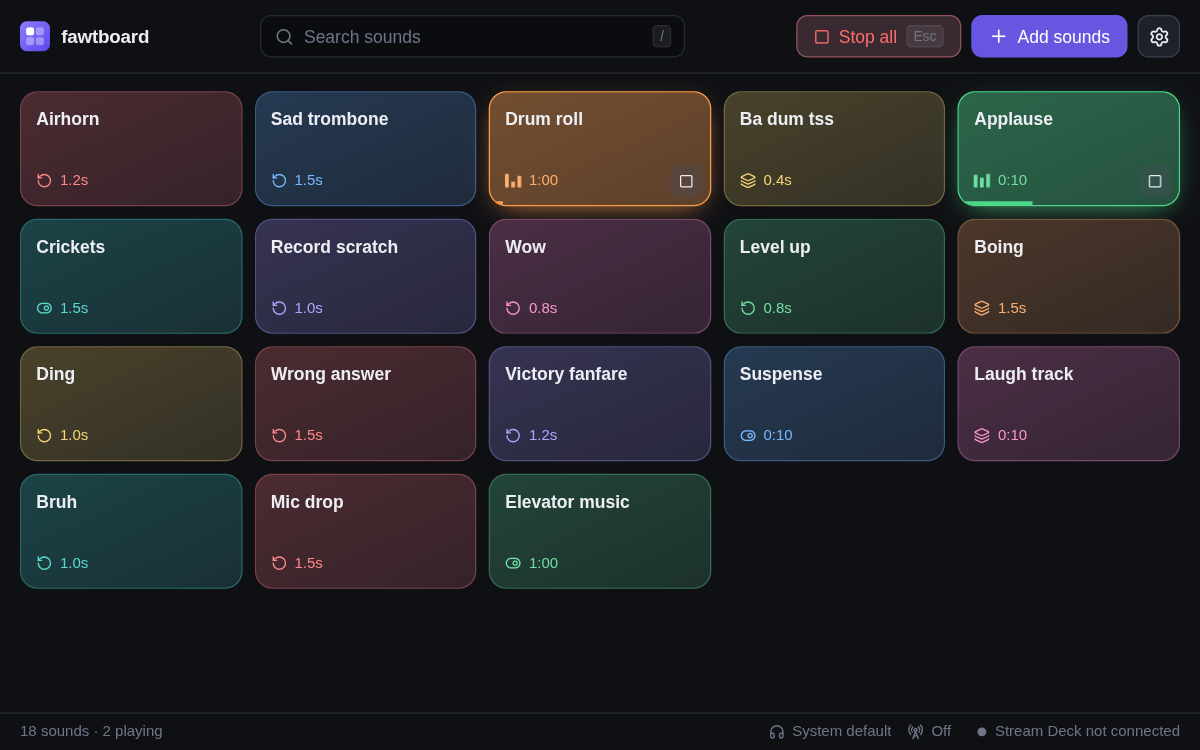 fawtboard
Search sounds
/
Stop all
Esc
Add sounds
Airhorn
1.2s
Sad trombone
1.5s
Drum roll
1:00
Ba dum tss
0.4s
Applause
0:10
Crickets
1.5s
Record scratch
1.0s
Wow
0.8s
Level up
0.8s
Boing
1.5s
Ding
1.0s
Wrong answer
1.5s
Victory fanfare
1.2s
Suspense
0:10
Laugh track
0:10
Bruh
1.0s
Mic drop
1.5s
Elevator music
1:00
18 sounds · 2 playing
System default
Off
Stream Deck not connected